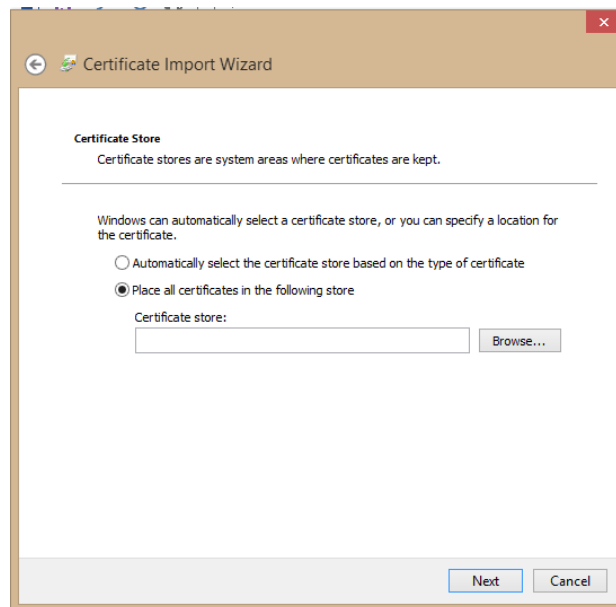 Certificate Import Wizard
Certificate Store
Certificate stores are system areas where certificates are kept.
Windows can automatically select a certificate store, or you can specify a location for
the certificate.
Automatically select the certificate store based on the type of certificate
Place all certificates in the following store
Certificate store:
Browse...
Next
Cancel